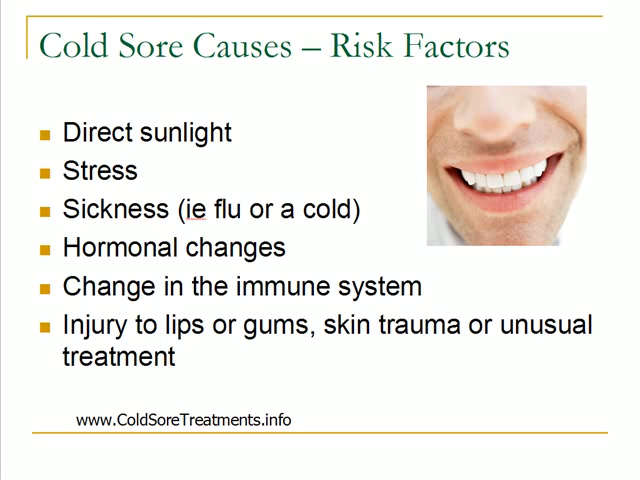 Cold Sore Causes – Risk Factors
Direct sunlight
Stress
Sickness (ie flu or a cold)
Hormonal changes
Change in the immune system
Injury to lips or gums, skin trauma or unusual
treatment
www.ColdSoreTreatments.info